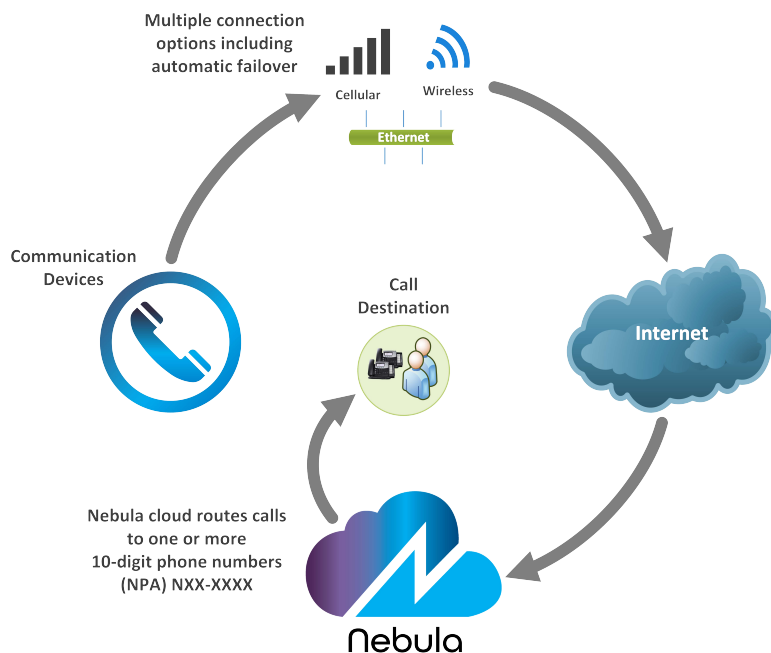 Multiple connection
options including
automatic failover
Cellular
Wireless
Ethernet
Communication
Devices
Call
Destination
Internet
Nebula cloud routes calls
to one or more
10-digit phone numbers
(NPA) NXX-XXXX
Nebula